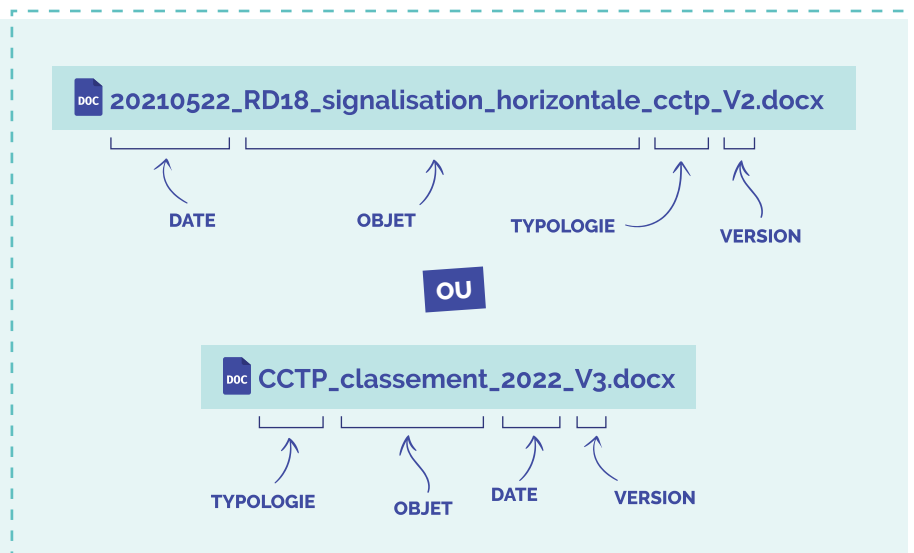 DOC 20210522_RD18_signalisation_horizontale_cctp_V2.docx
DATE OBJET TYPOLOGIE VERSION
OU
DOC CCTP_classement_2022_V3.docx
TYPOLOGIE OBJET DATE VERSION